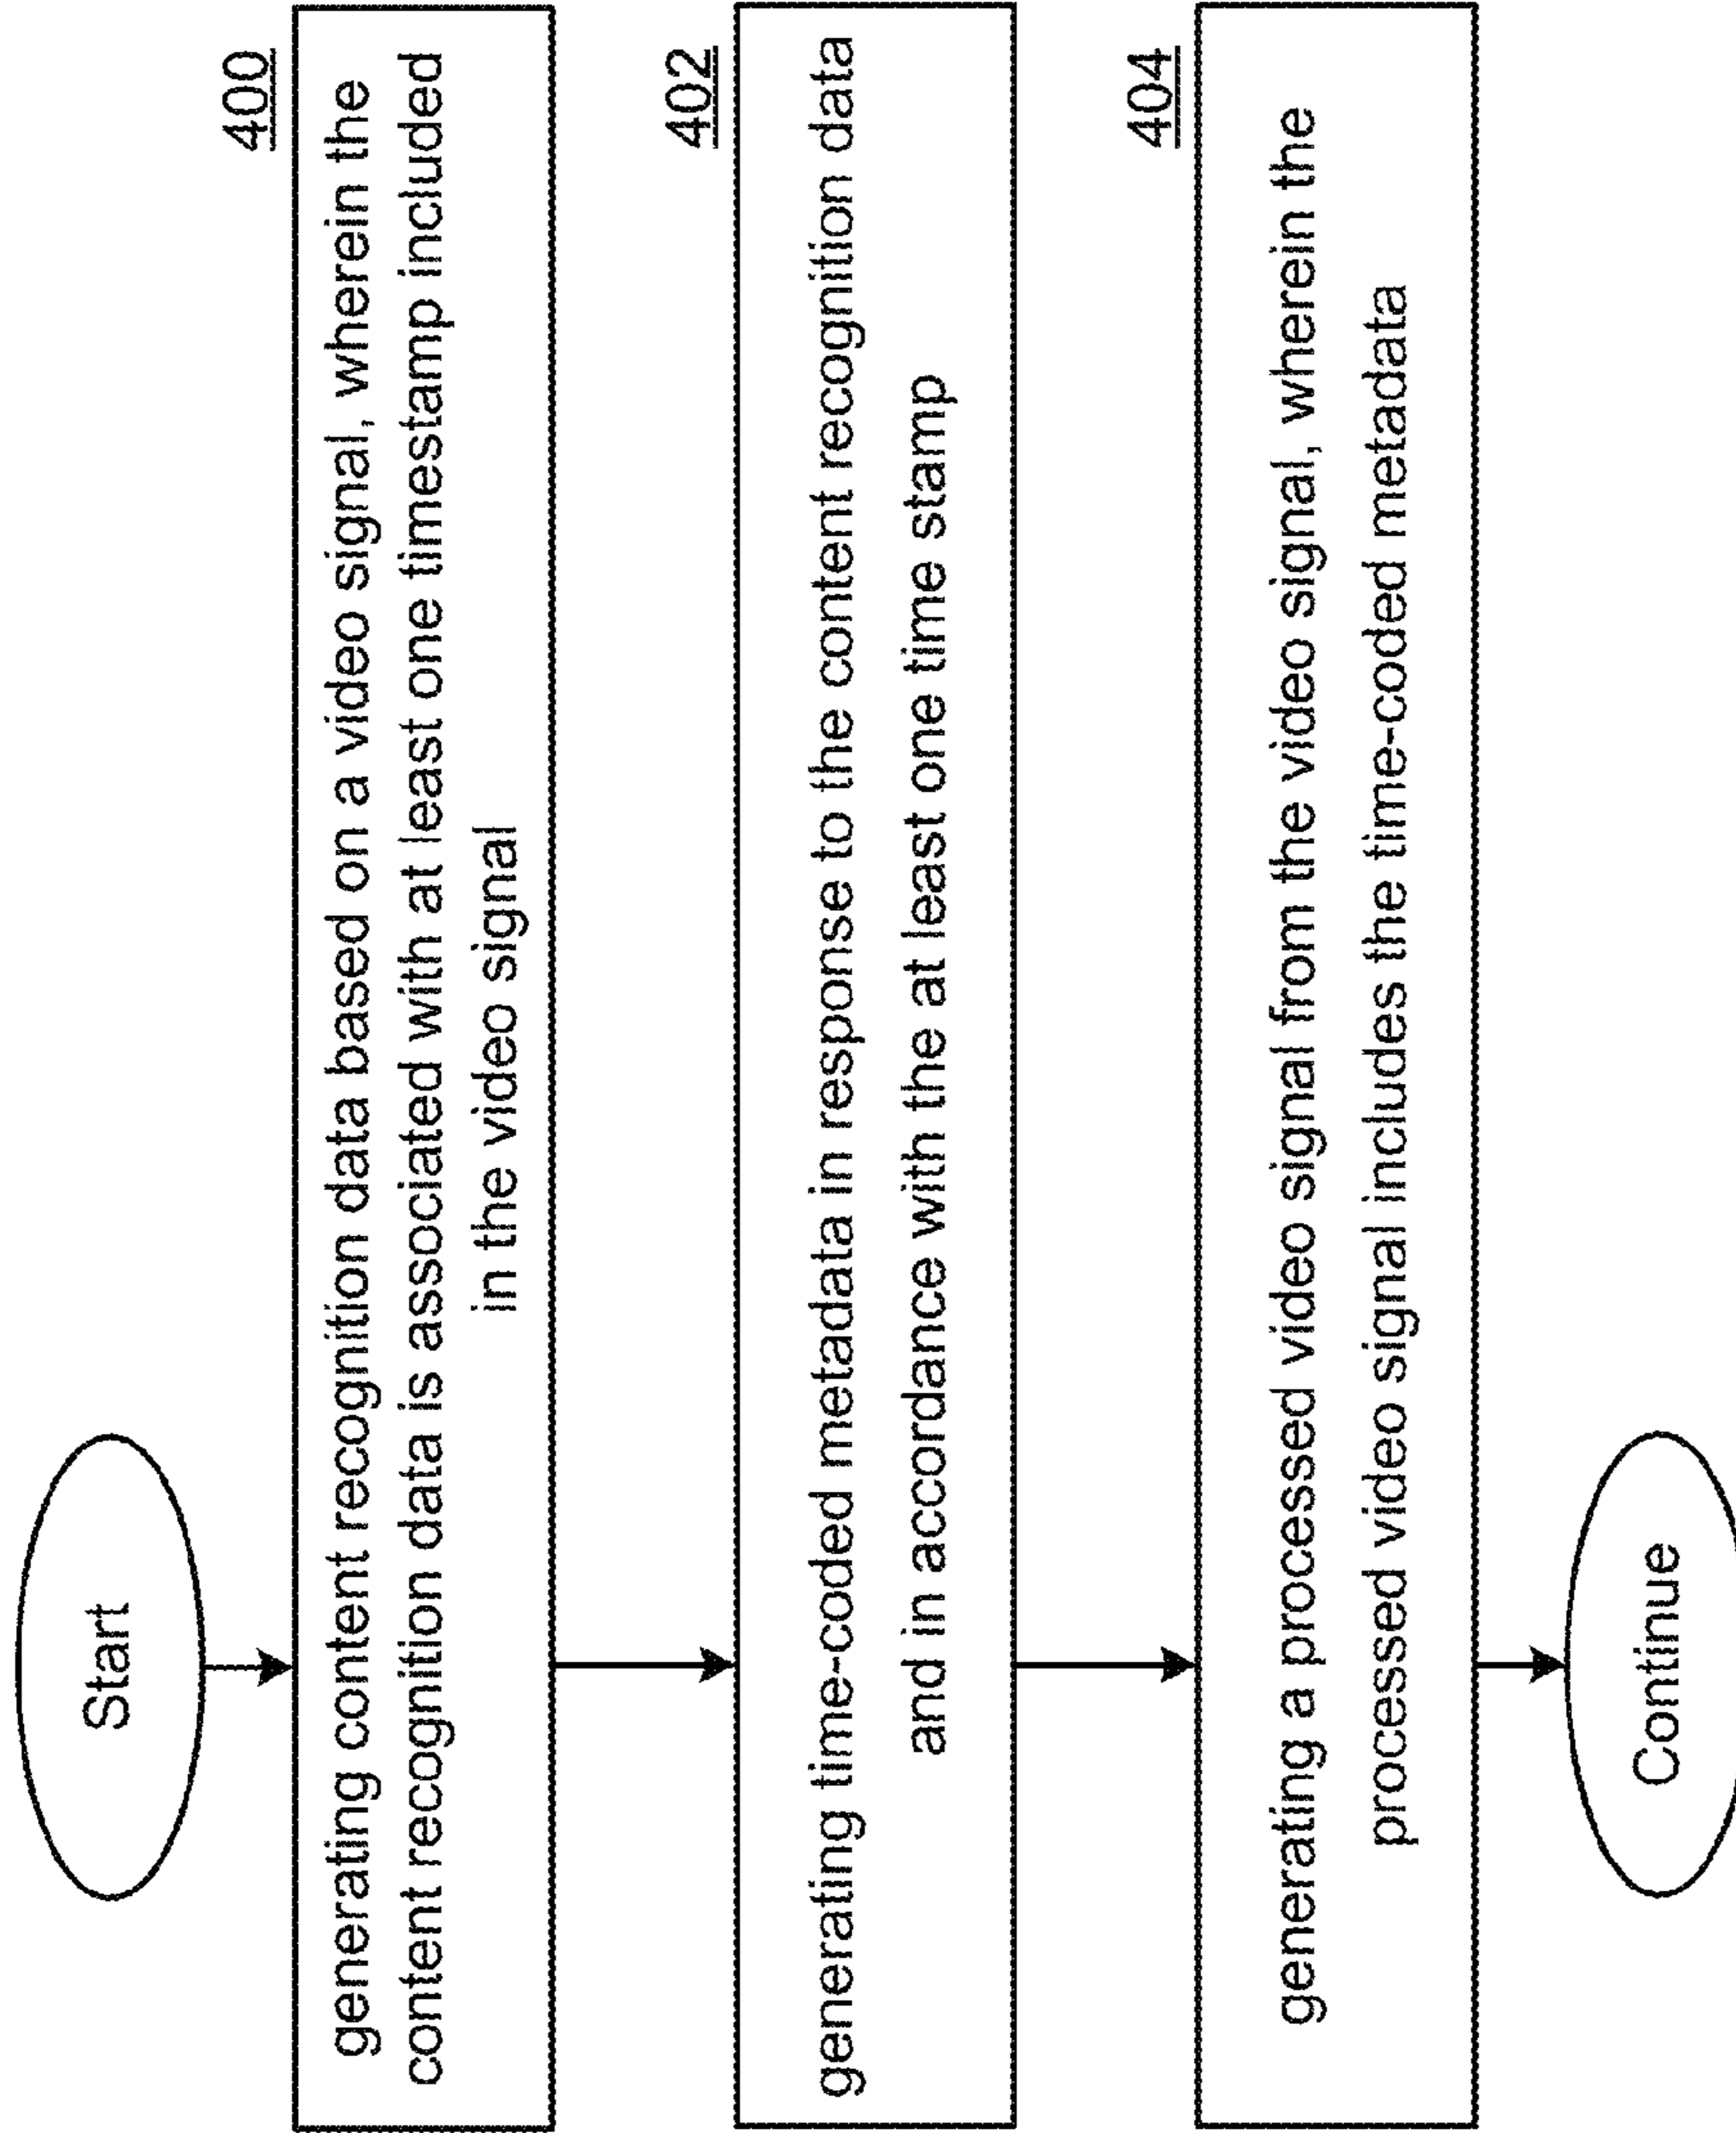 Start
400
generating content recognition data based on a video signal, wherein the
content recognition data is associated with at least one timestamp included
in the video signal
402
generating time-coded metadata in response to the content recognition data
and in accordance with the at least one time stamp
404
generating a processed video signal from the video signal, wherein the
processed video signal includes the time-coded metadata
Continue